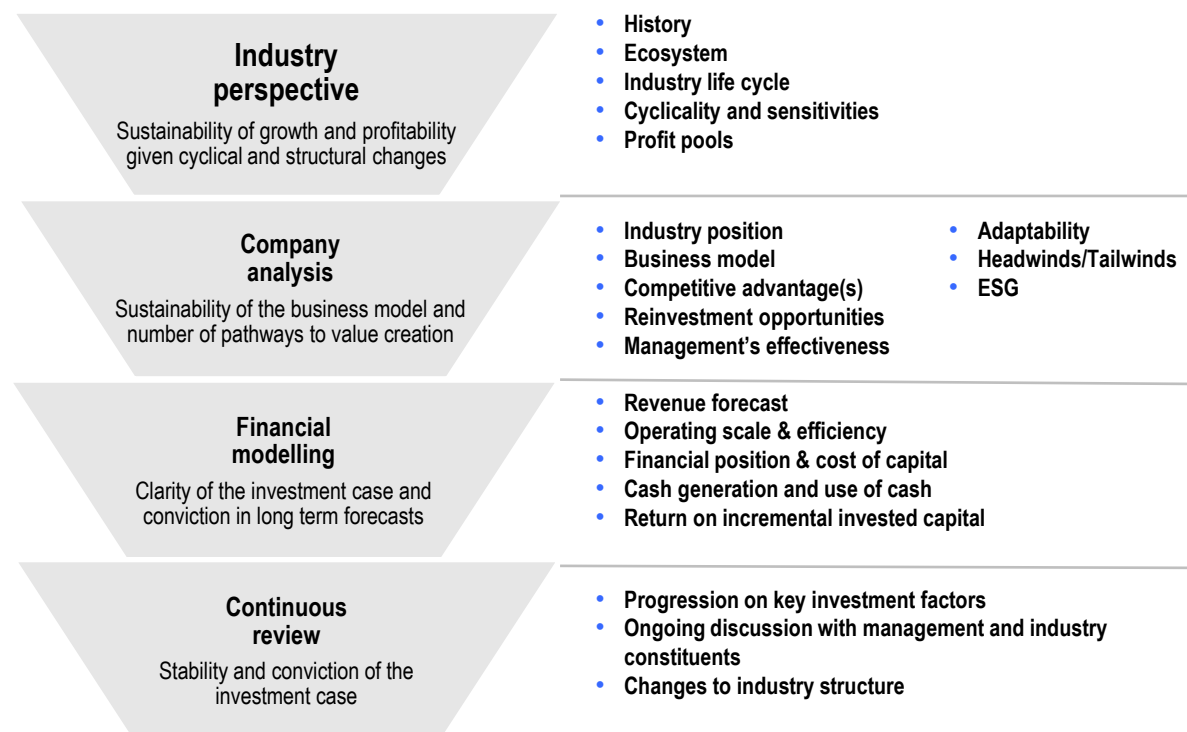 Industry
perspective
Sustainability of growth and profitability
given cyclical and structural changes
• History
• Ecosystem
• Industry life cycle
• Cyclicality and sensitivities
• Profit pools
Company
analysis
Sustainability of the business model and
number of pathways to value creation
• Industry position
• Business model
• Competitive advantage(s)
• Reinvestment opportunities
• Management's effectiveness
• Adaptability
• Headwinds/Tailwinds
• ESG
Financial
modelling
Clarity of the investment case and
conviction in long term forecasts
• Revenue forecast
• Operating scale & efficiency
• Financial position & cost of capital
• Cash generation and use of cash
• Return on incremental invested capital
Continuous
review
Stability and conviction of the
investment case
• Progression on key investment factors
• Ongoing discussion with management and industry
constituents
• Changes to industry structure